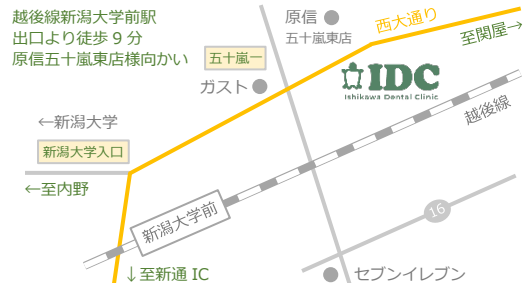 越後線新潟大学前駅
出口より徒歩9分
原信五十嵐東店様向かい
原信
五十嵐東店
西大通り
至関屋→
五十嵐一
ガスト
IDC
Ishikawa Dental Clinic
←新潟大学
新潟大学入口
越後線
←至内野
新潟大学前
16
↓至新通IC
セブンイレブン